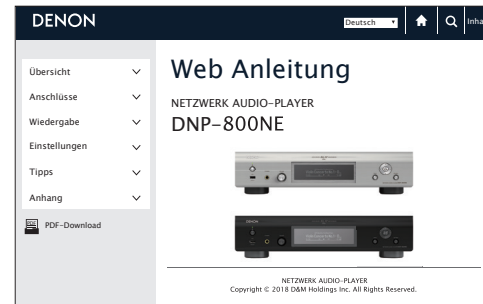 DENON
Deutsch
Inha
Übersicht
Anschlüsse
Wiedergabe
Einstellungen
Tipps
Anhang
PDF-Download
Web Anleitung
NETZWERK AUDIO-PLAYER
DNP-800NE
DENON
NETZWERK AUDIO-PLAYER
Copyright © 2018 D&M Holdings Inc. All Rights Reserved.